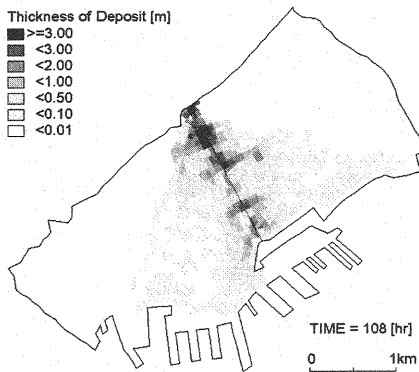 Thickness of Deposit [m]
>=3.00
<3.00
<2.00
<1.00
<0.50
<0.10
<0.01
TIME = 108 [hr]
0 1km